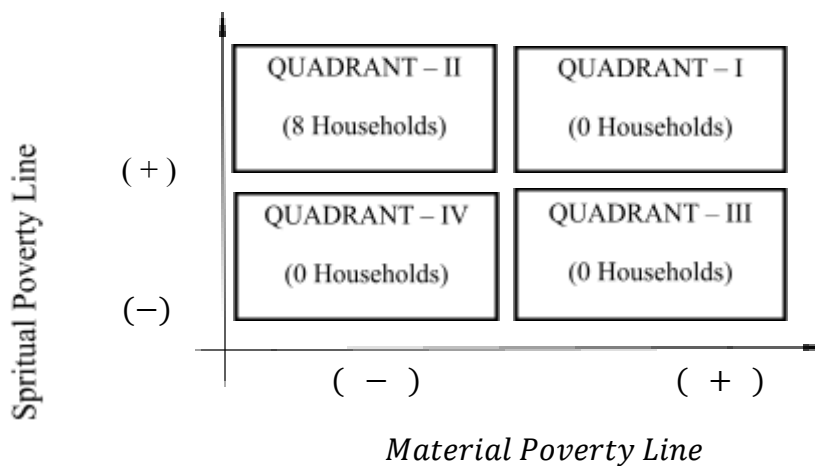 QUADRANT – II
(8 Households)
QUADRANT – I
(0 Households)
( + )
QUADRANT – IV
(0 Households)
QUADRANT – III
(0 Households)
(−)
Spritual Poverty Line
( − )
( + )
Material Poverty Line